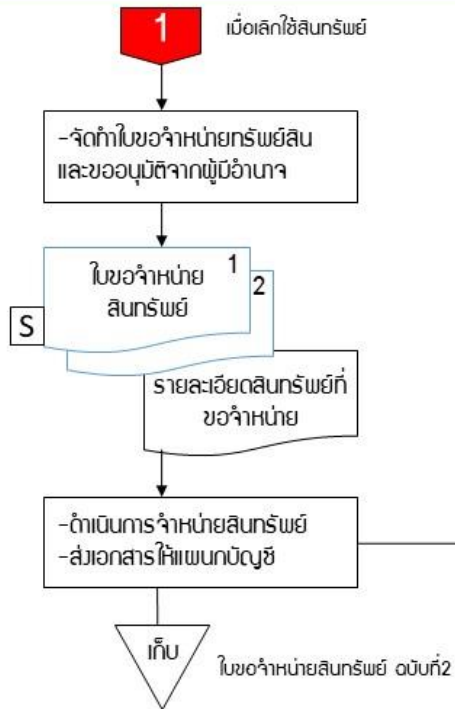 1
เมื่อเลิกใช้สินทรัพย์
-จัดทำใบขอจำหน่ายทรัพย์สิน
และขออนุมัติจากผู้มีอำนาจ
ใบขอจำหน่าย
สินทรัพย์
1
2
S
รายละเอียดสินทรัพย์ที่
ขอจำหน่าย
-ดำเนินการจำหน่ายสินทรัพย์
-ส่งเอกสารให้แผนกบัญชี
เก็บ
ใบขอจำหน่ายสินทรัพย์ ฉบับที่2